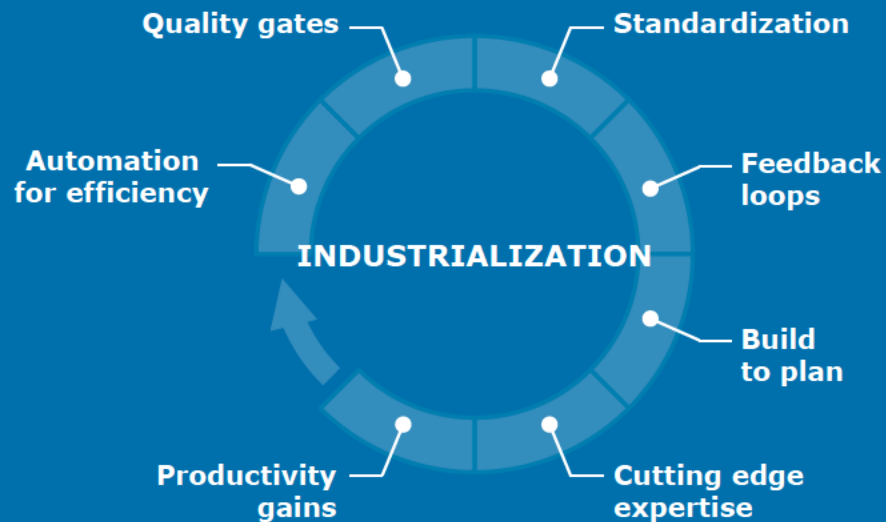 Quality gates
Standardization
Automation
for efficiency
Feedback
loops
INDUSTRIALIZATION
Build
to plan
Productivity
gains
Cutting edge
expertise